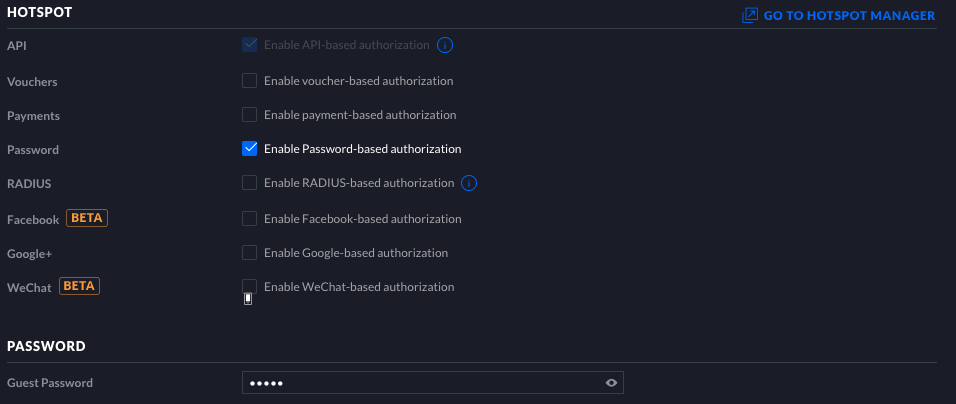 HOTSPOT
GO TO HOTSPOT MANAGER
API Enable API-based authorization
Vouchers Enable voucher-based authorization
Payments Enable payment-based authorization
Password Enable Password-based authorization
RADIUS Enable RADIUS-based authorization
Facebook BETA Enable Facebook-based authorization
Google+ Enable Google-based authorization
WeChat BETA Enable WeChat-based authorization
PASSWORD
Guest Password •••••